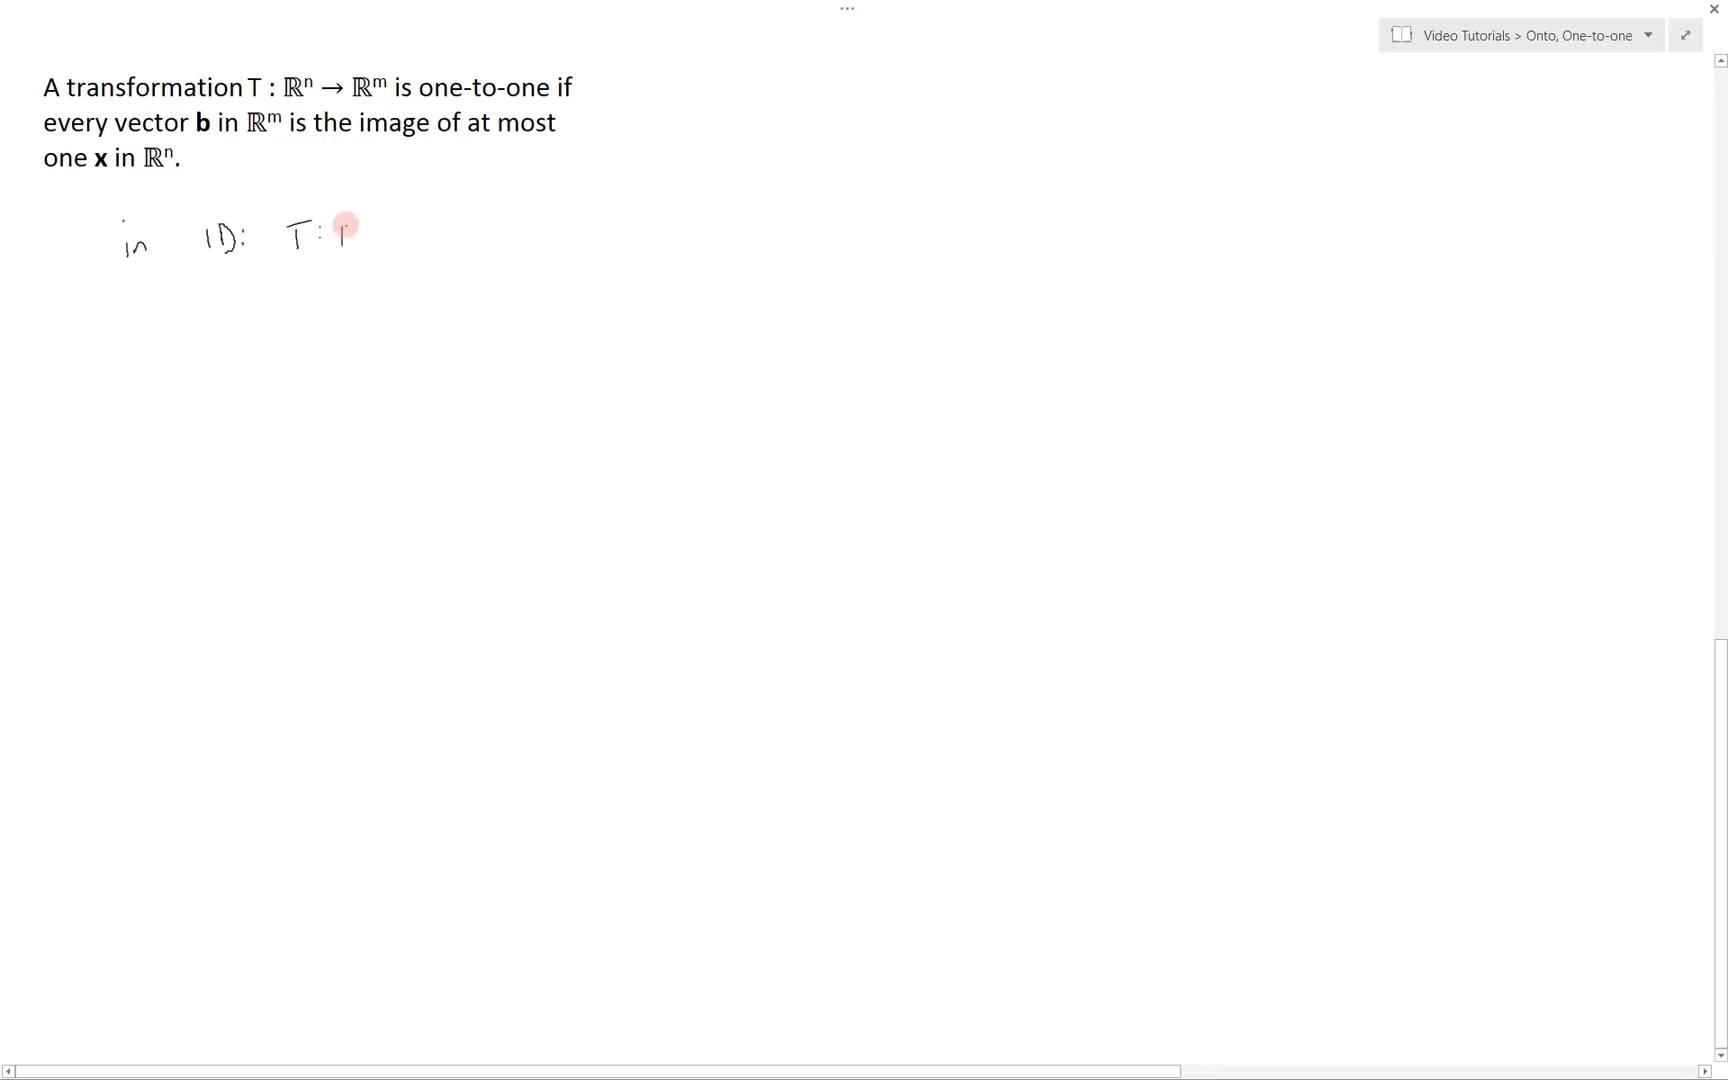 ...
Video Tutorials > Onto, One-to-one
A transformation T : ℝⁿ → ℝᵐ is one-to-one if
every vector b in ℝᵐ is the image of at most
one x in ℝⁿ.
in 1D: T: